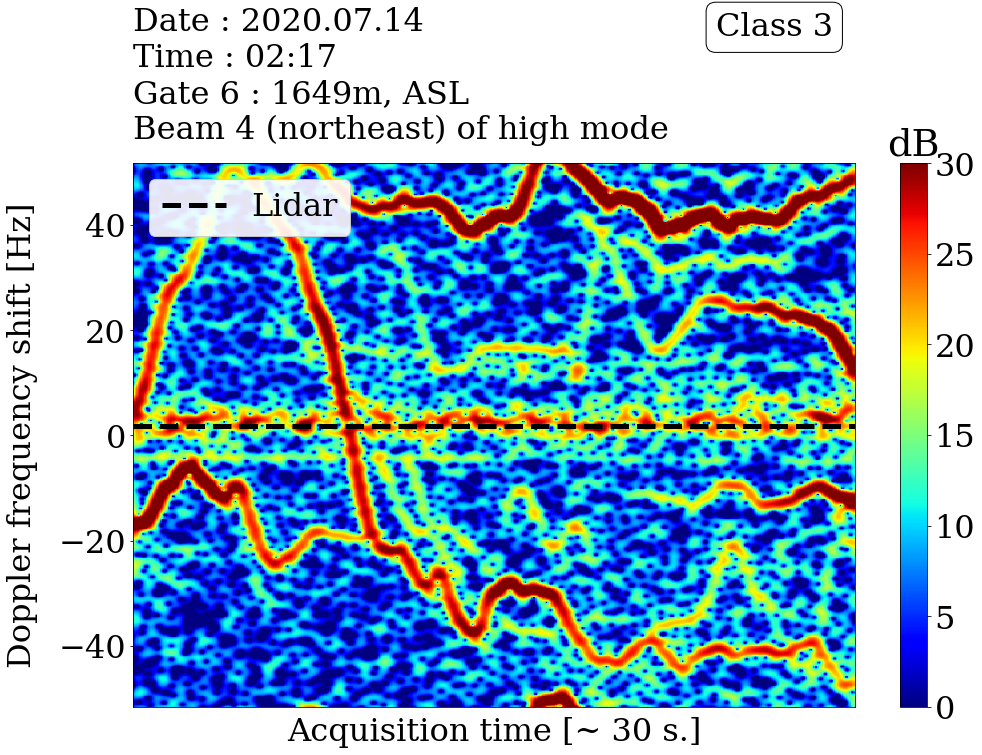 Date : 2020.07.14
Time : 02:17
Gate 6 : 1649m, ASL
Beam 4 (northeast) of high mode
Class 3
dB
Lidar
Doppler frequency shift [Hz]
40
20
0
−20
−40
30
25
20
15
10
5
0
Acquisition time [~ 30 s.]